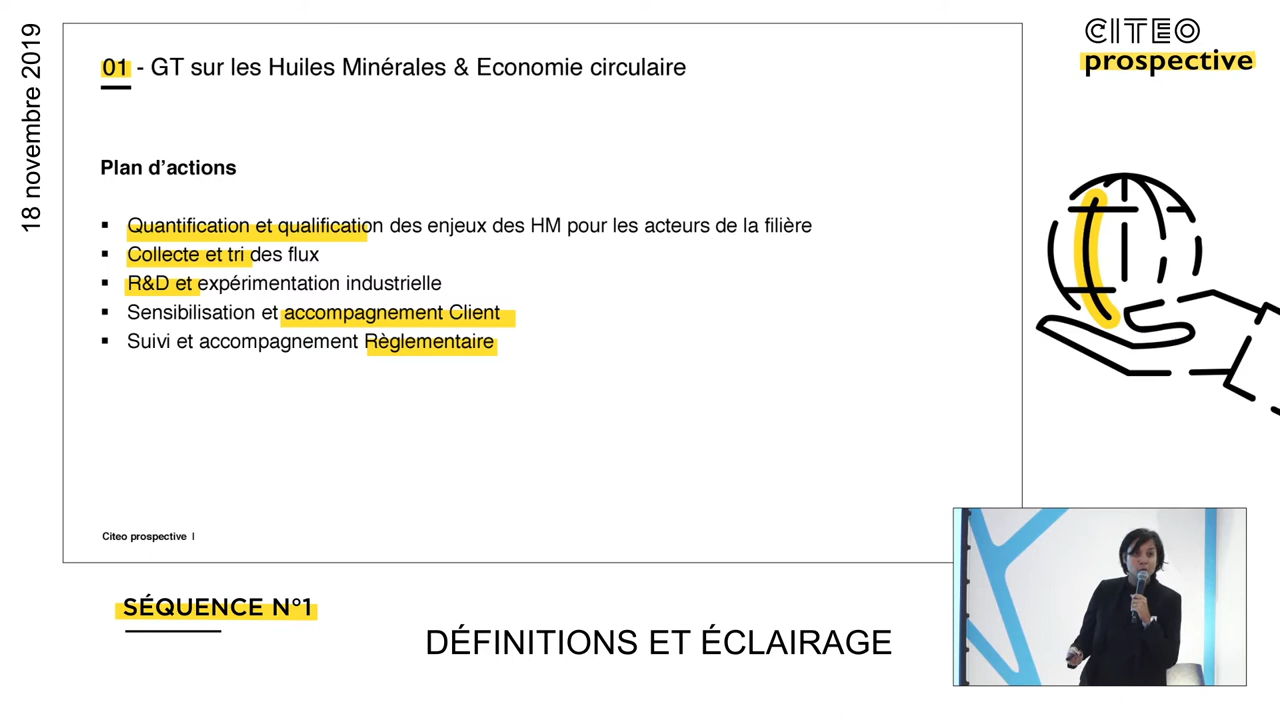 18 novembre 2019
CITEO
prospective
01 - GT sur les Huiles Minérales & Economie circulaire
Plan d’actions
▪ Quantification et qualification des enjeux des HM pour les acteurs de la filière
▪ Collecte et tri des flux
▪ R&D et expérimentation industrielle
▪ Sensibilisation et accompagnement Client
▪ Suivi et accompagnement Règlementaire
Citeo prospective I
SÉQUENCE N°1
DÉFINITIONS ET ÉCLAIRAGE